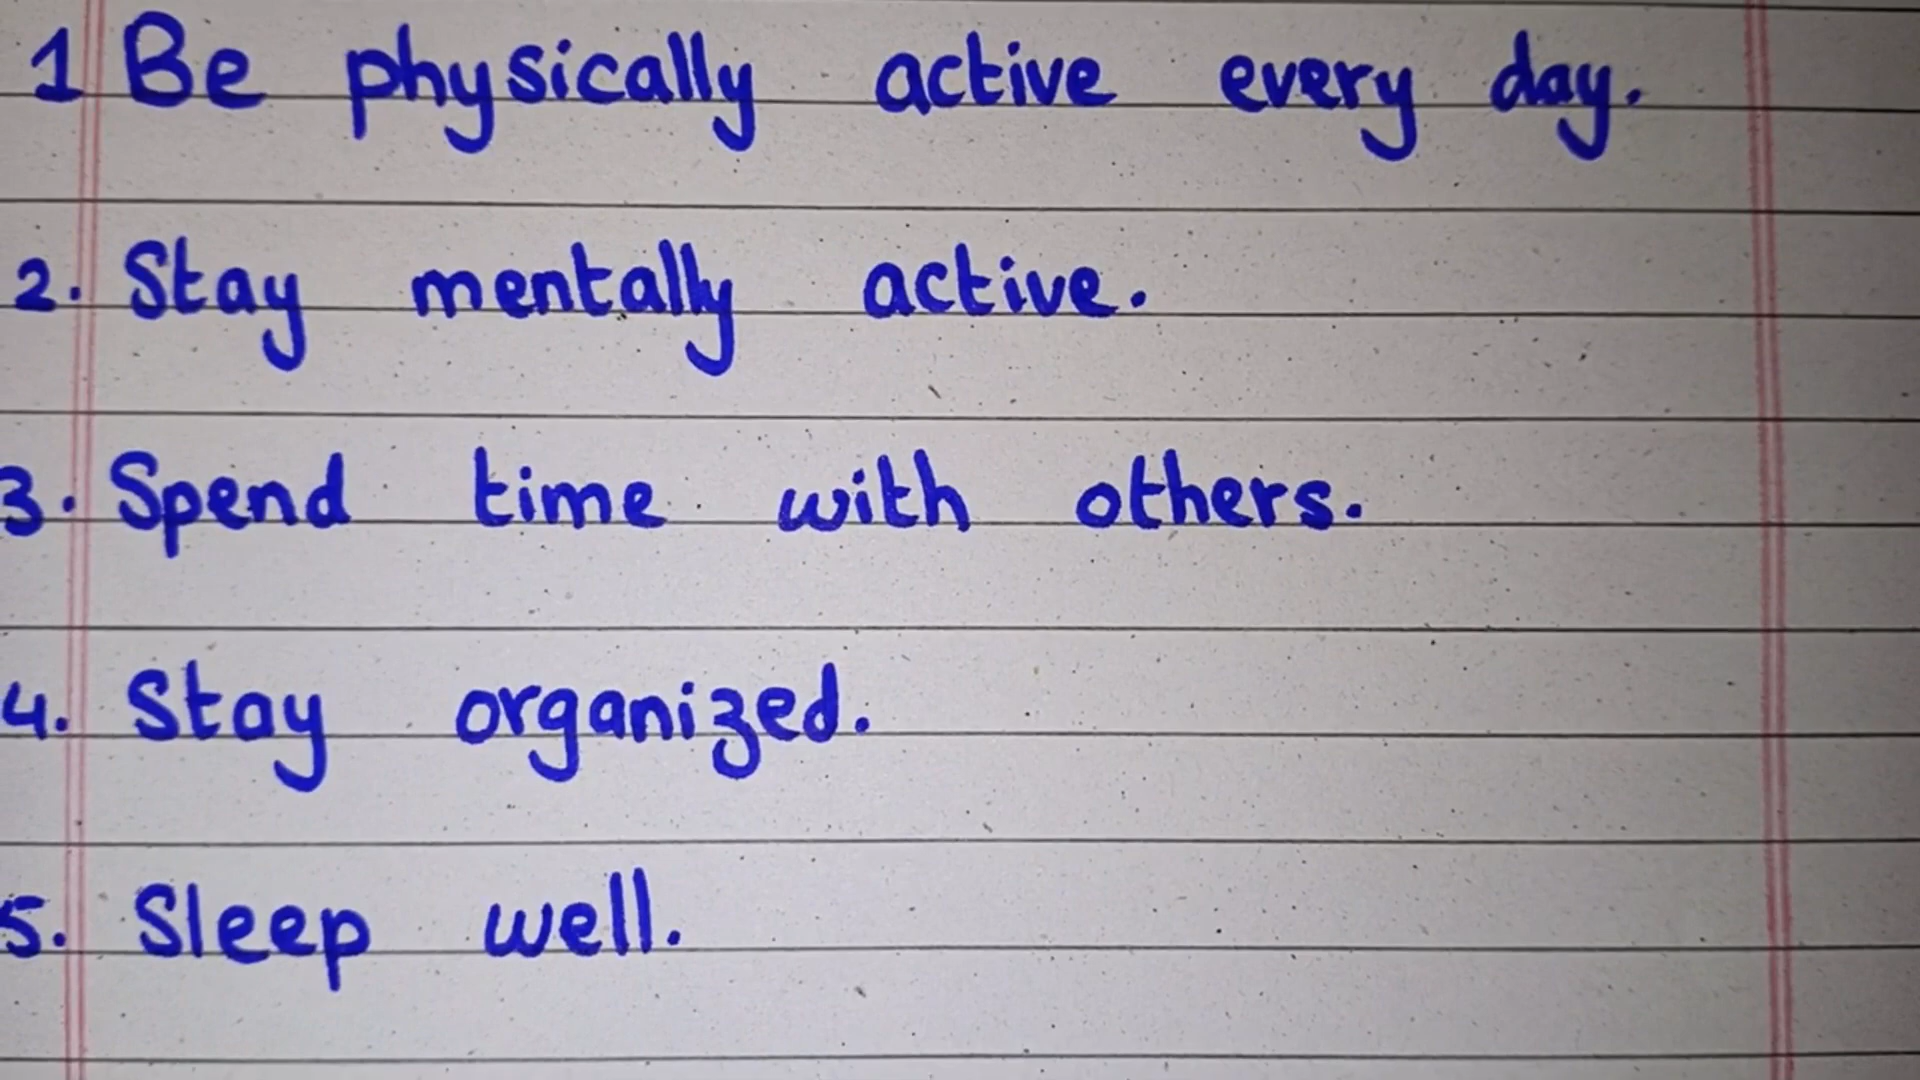 1 Be physically active every day.
2. Stay mentally active.
3. Spend time with others.
4. Stay organized.
5. Sleep well.